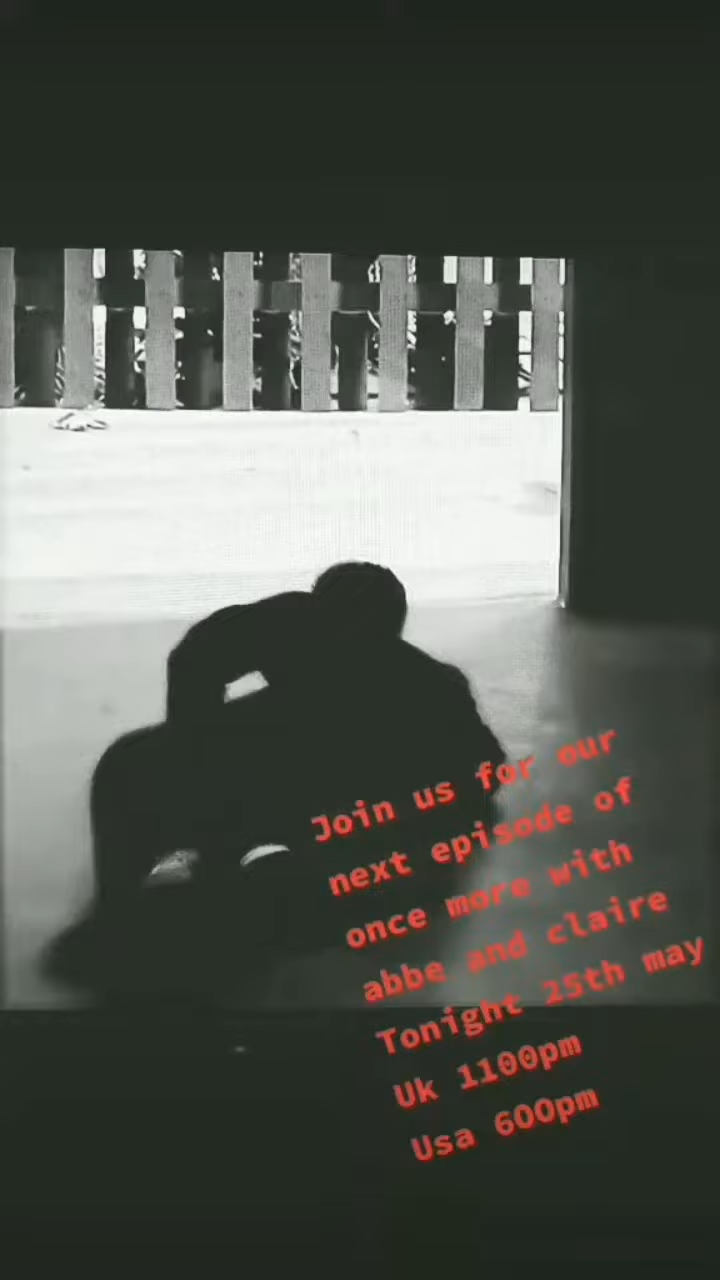 Join us for our
next episode of
once more with
abbe and claire
Tonight 25th may
Uk 1100pm
Usa 600pm